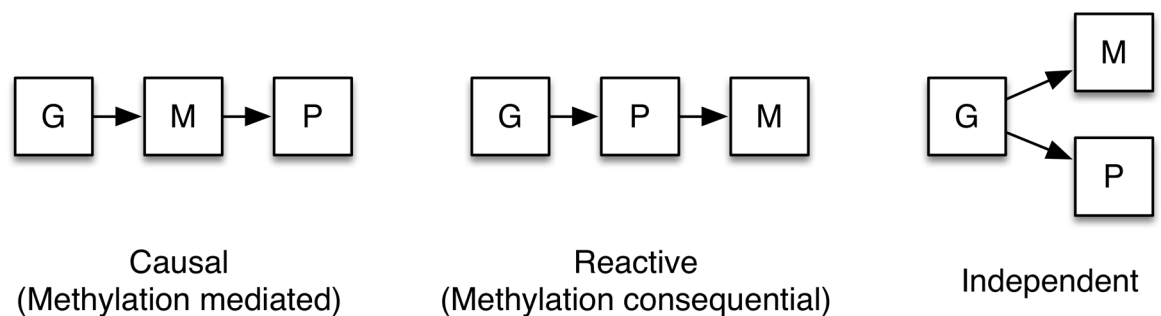 G M P
Causal
(Methylation mediated)
G P M
Reactive
(Methylation consequential)
M
G
P
Independent